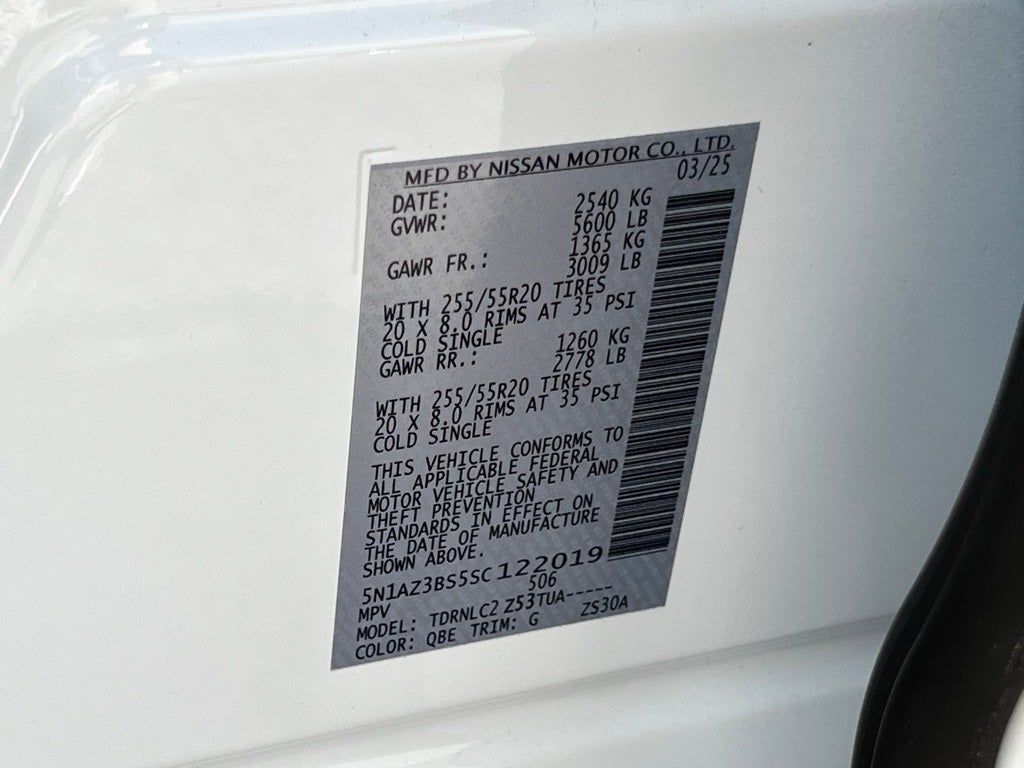 MFD BY NISSAN MOTOR CO., LTD.
DATE: 03/25
GVWR: 2540 KG
5600 LB
GAWR FR.: 1365 KG
3009 LB
WITH 255/55R20 TIRES
20 X 8.0 RIMS AT 35 PSI
COLD SINGLE
GAWR RR.: 1260 KG
2778 LB
WITH 255/55R20 TIRES
20 X 8.0 RIMS AT 35 PSI
COLD SINGLE
THIS VEHICLE CONFORMS TO
ALL APPLICABLE FEDERAL
MOTOR VEHICLE SAFETY AND
THEFT PREVENTION
STANDARDS IN EFFECT ON
THE DATE OF MANUFACTURE
SHOWN ABOVE.
5N1AZ3BS5SC122019
MPV 506
MODEL: TDRNLC2 Z53TUA-----
COLOR: QBE TRIM: G ZS30A